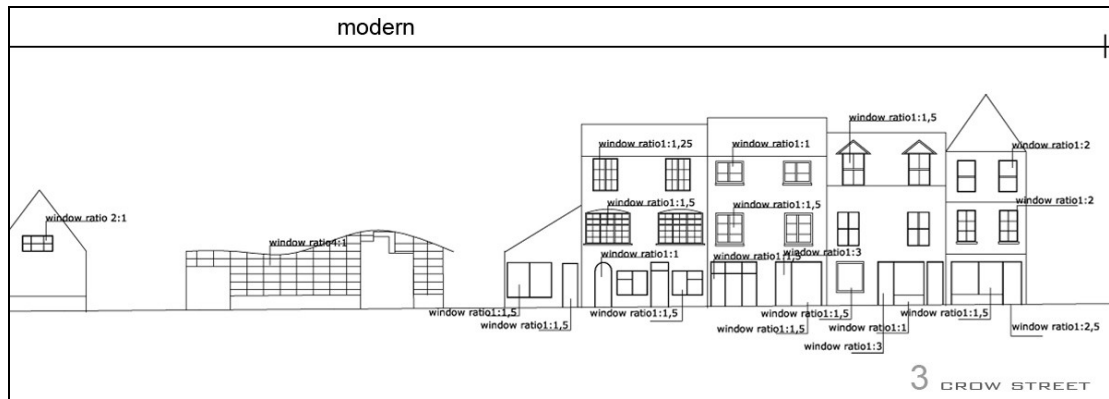 modern
window ratio1:1,5
window ratio1:1,25
window ratio1:1
window ratio1:2
window ratio1:1,5
window ratio1:1,5
window ratio1:2
window ratio 2:1
window ratio4:1
window ratio1:1
window ratio1:3
window ratio1:1,5
window ratio1:1,5
window ratio1:1,5
window ratio1:1,5
window ratio1:1,5
window ratio1:1,5
window ratio1:1
window ratio1:1,5
window ratio1:2,5
window ratio1:3
3 CROW STREET